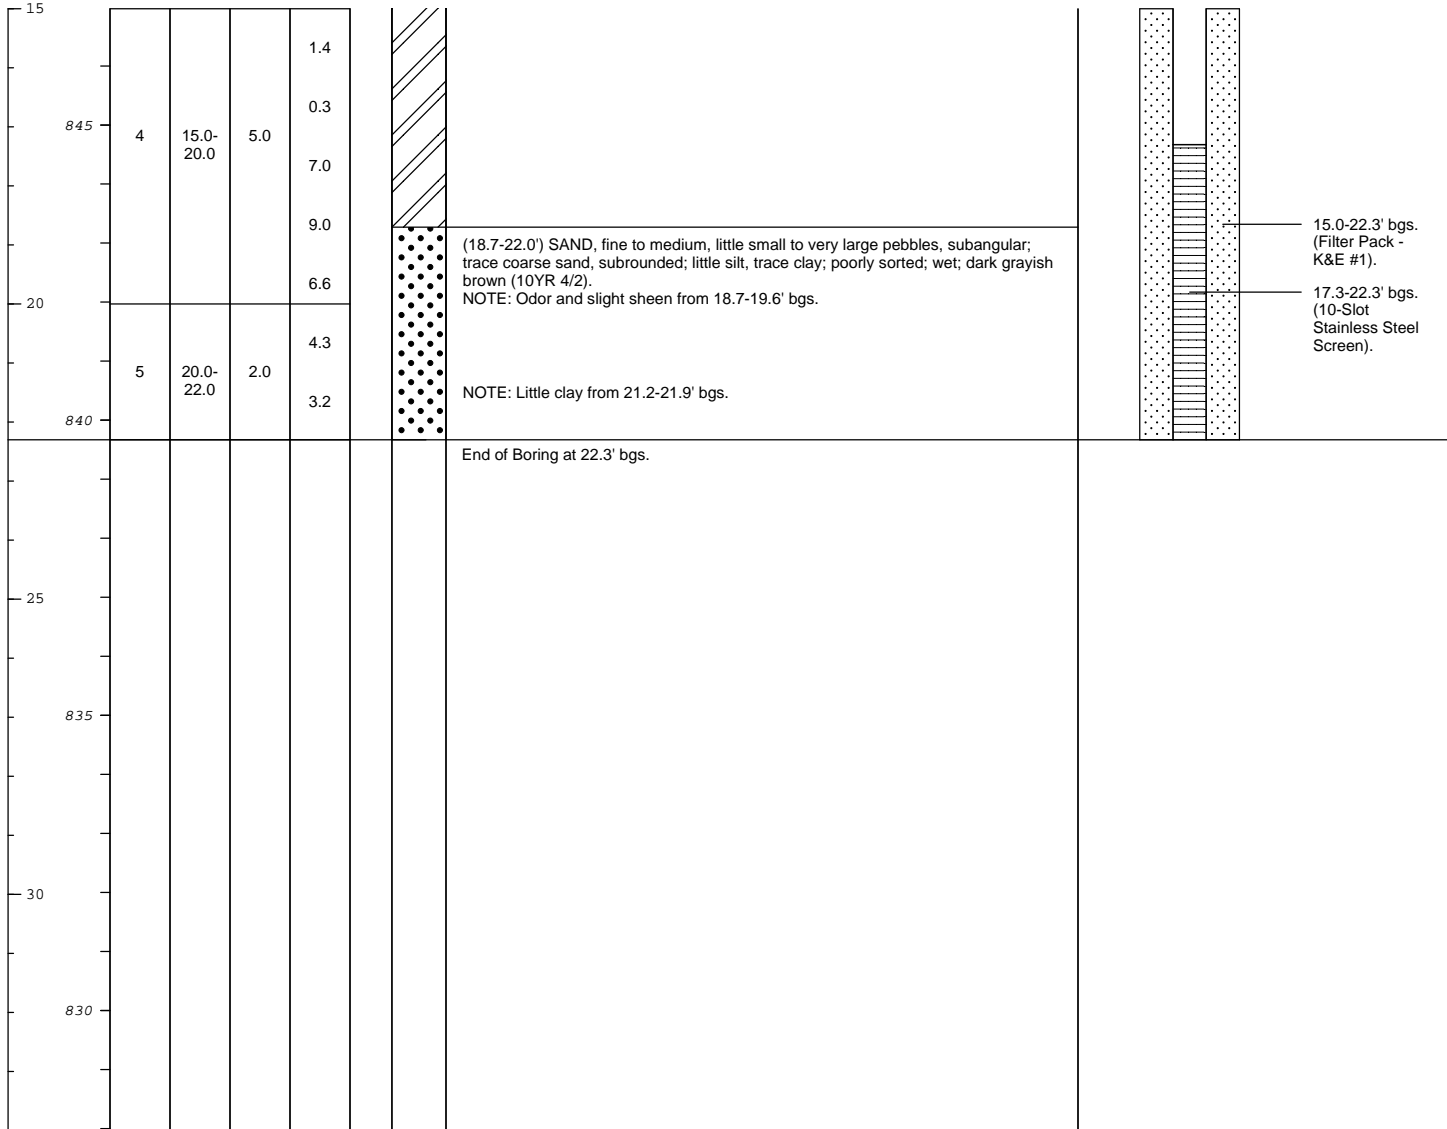 15
845
4
15.0-
20.0
5.0
1.4
0.3
7.0
9.0
6.6
(18.7-22.0') SAND, fine to medium, little small to very large pebbles, subangular;
trace coarse sand, subrounded; little silt, trace clay; poorly sorted; wet; dark grayish
brown (10YR 4/2).
NOTE: Odor and slight sheen from 18.7-19.6' bgs.
15.0-22.3' bgs.
(Filter Pack -
K&E #1).
17.3-22.3' bgs.
(10-Slot
Stainless Steel
Screen).
20
5
20.0-
22.0
2.0
4.3
3.2
NOTE: Little clay from 21.2-21.9' bgs.
840
End of Boring at 22.3' bgs.
25
835
30
830